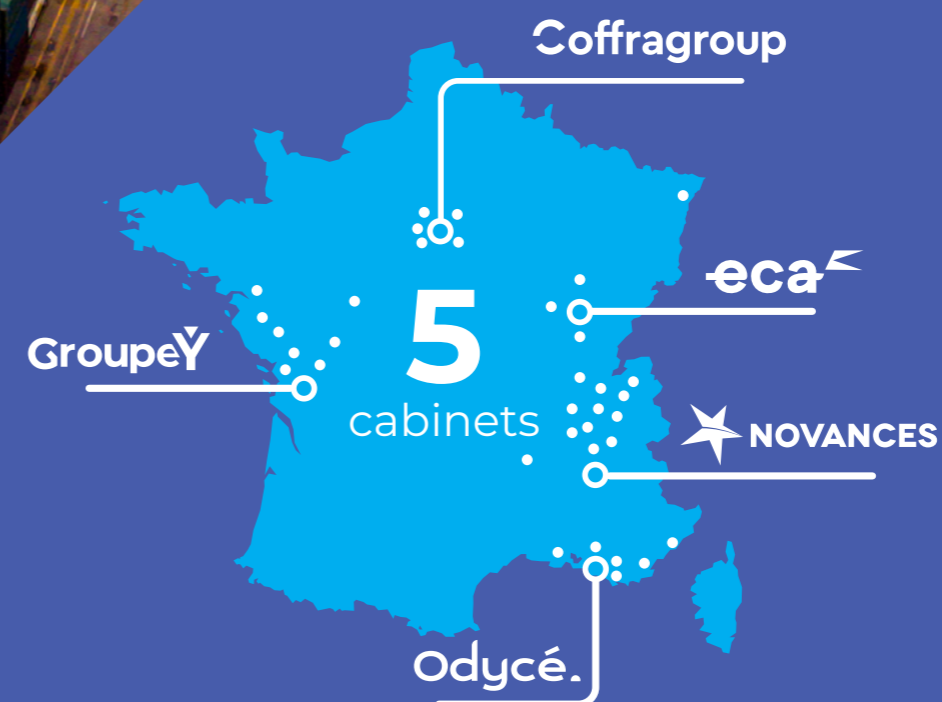 Coffragroup
eca
5
cabinets
GroupeY
NOVANCES
Odycé.